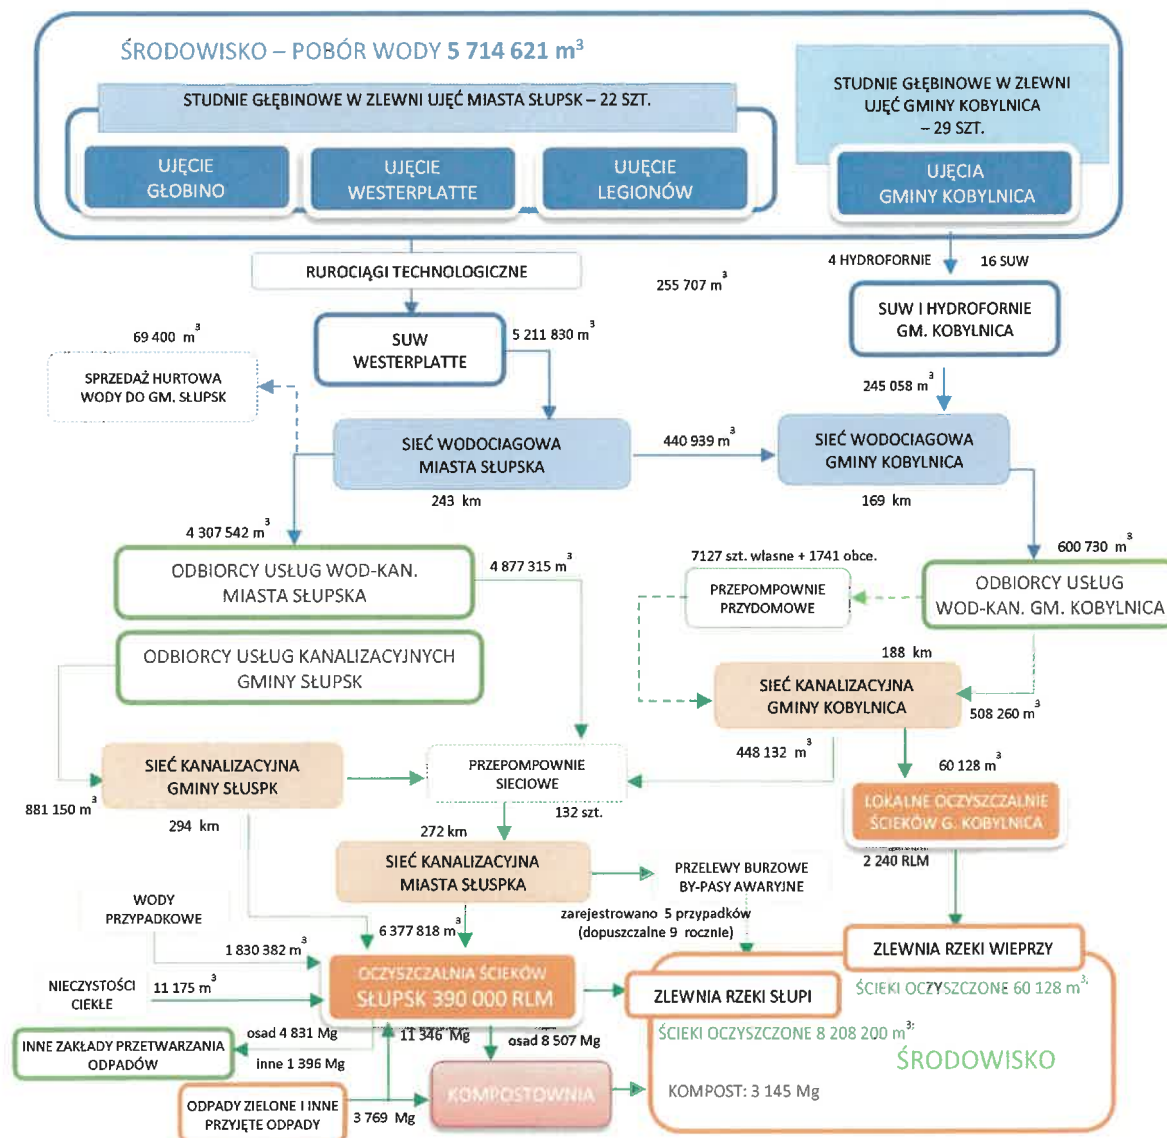 ŚRODOWISKO – POBÓR WODY 5 714 621 m³
STUDNIE GŁĘBINOWE W ZLEWNI UJĘĆ MIASTA SŁUPSK – 22 SZT.
STUDNIE GŁĘBINOWE W ZLEWNI
UJĘĆ GMINY KOBYLNICA
– 29 SZT.
UJĘCIE
GŁOBINO
UJĘCIE
WESTERPLATTE
UUĘCIE
LEGIONÓW
UJĘCIA
GMINY KOBYLNICA
RUROCIĄGI TECHNOLOGICZNE
255 707 m³
4 HYDROFORNIE
16 SUW
SUW I HYDROFORNIE
GM. KOBYLNICA
69 400 m³
SUW
WESTERPLATTE
5 211 830 m³
SPRZEDAŻ HURTOWA
WODY DO GM. SŁUPSK
245 058 m³
SIEĆ WODOCIAGOWA
MIASTA SŁUPSKA
440 939 m³
SIEĆ WODOCIAGOWA
GMINY KOBYLNICA
243 km
169 km
4 307 542 m³
ODBIORCY USŁUG WOD-KAN.
MIASTA SŁUPSKA
4 877 315 m³
7127 szt. własne + 1741 obce.
600 730 m³
PRZEPOMPOWNIE
PRZYDOMOWE
ODBIORCY USŁUG
WOD-KAN. GM. KOBYLNICA
ODBIORCY USŁUG KANALIZACYJNYCH
GMINY SŁUPSK
188 km
SIEĆ KANALIZACYJNA
GMINY KOBYLNICA
508 260 m³
SIEĆ KANALIZACYJNA
GMINY SŁUSPK
PRZEPOMPOWNIE
SIECIOWE
448 132 m³
60 128 m³
881 150 m³
294 km
132 szt.
LOKALNE OCZYSZCZALNIE
ŚCIEKÓW G. KOBYLNICA
2 240 RLM
272 km
SIEĆ KANALIZACYJNA
MIASTA SŁUSPKA
PRZELEWY BURZOWE
BY-PASY AWARYJNE
WODY
PRZYPADKOWE
zarejestrowano 5 przypadków
(dopuszczalne 9 rocznie)
6 377 818 m³
1 830 382 m³
ZLEWNIA RZEKI WIEPRZY
NIECZYSTOŚCI
CIEKŁE
11 175 m³
OCZYSZCZALNIA ŚCIEKÓW
SŁUPSK 390 000 RLM
ZLEWNIA RZEKI SŁUPI
ŚCIEKI OCZYSZCZONE 60 128 m³;
ŚCIEKI OCZYSZCZONE 8 208 200 m³;
ŚRODOWISKO
osad 4 831 Mg
11 346 Mg
osad 8 507 Mg
INNE ZAKŁADY PRZETWARZANIA
ODPADÓW
inne 1 396 Mg
KOMPOSTOWNIA
KOMPOST: 3 145 Mg
ODPADY ZIELONE I INNE
PRZYJĘTE ODPADY
3 769 Mg